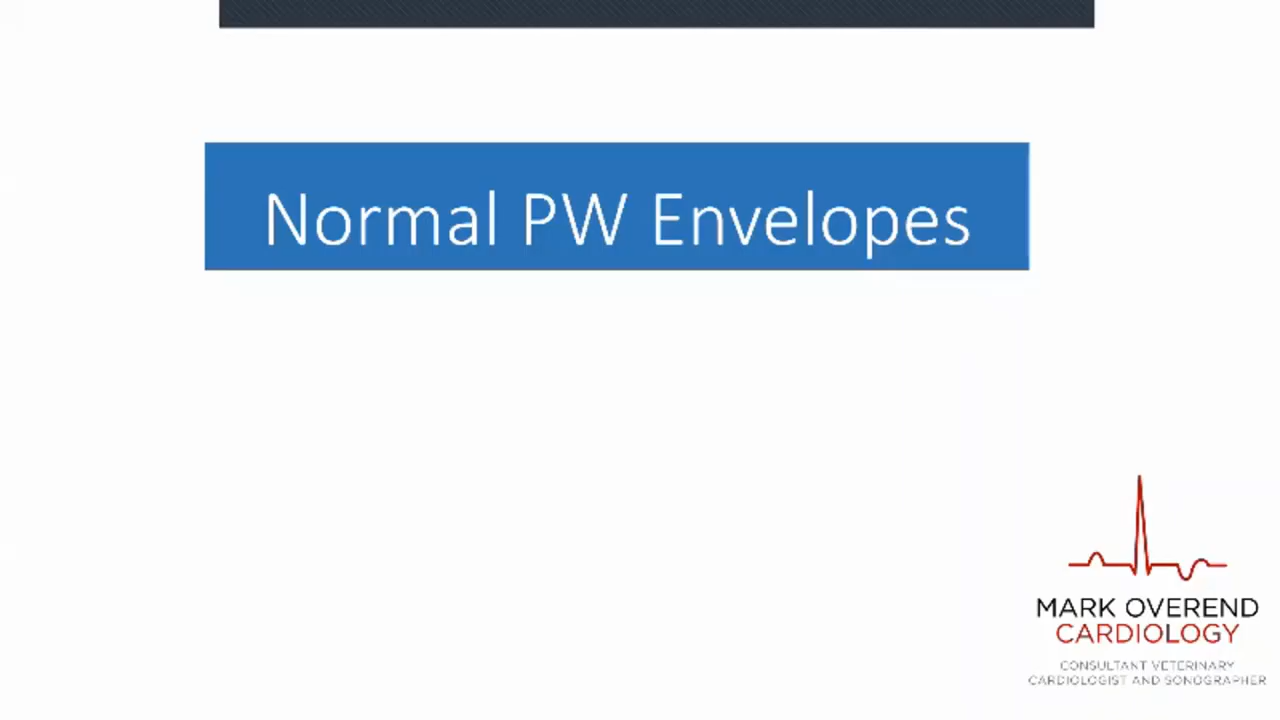 Normal PW Envelopes
MARK OVEREND
CARDIOLOGY
CONSULTANT VETERINARY
CARDIOLOGIST AND SONOGRAPHER